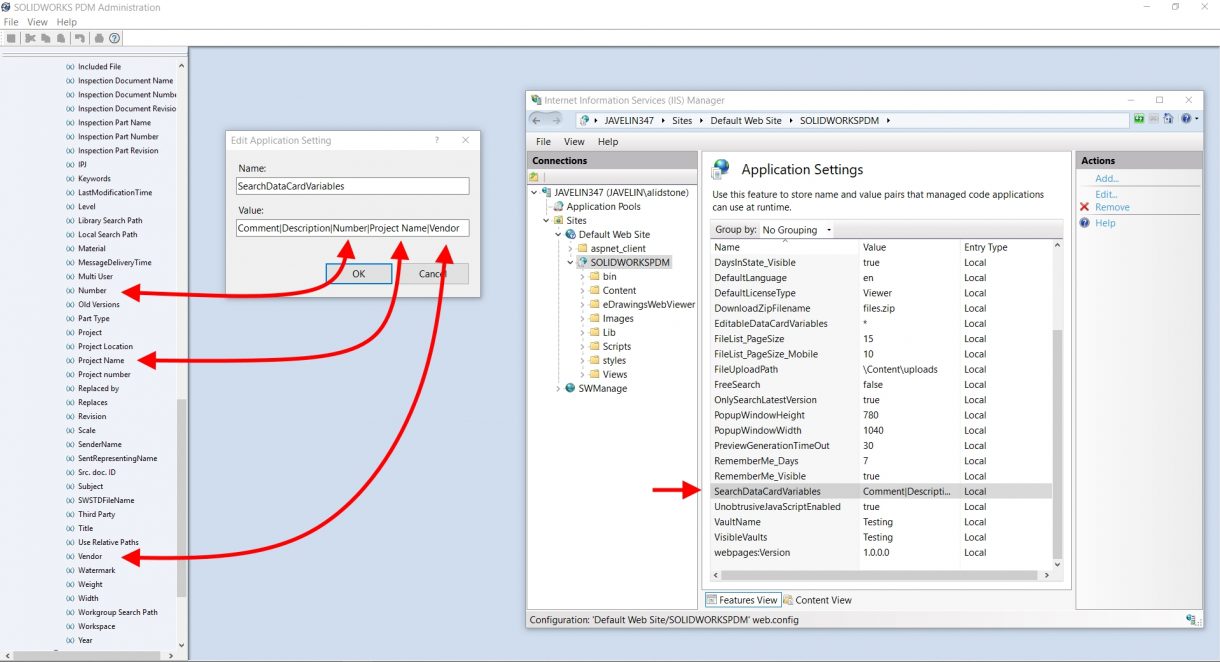 SOLIDWORKS PDM Administration
File View Help
Included File
Inspection Document Name
Inspection Document Numbe
Inspection Document Revisio
Inspection Part Name
Inspection Part Number
Inspection Part Revision
IPJ
Keywords
LastModificationTime
Level
Library Search Path
Local Search Path
Material
MessageDeliveryTime
Multi User
Number
Old Versions
Part Type
Project
Project Location
Project Name
Project number
Replaced by
Replaces
Revision
Scale
SenderName
SentRepresentingName
Src. doc. ID
Subject
SWSTDFileName
Third Party
Title
Use Relative Paths
Vendor
Watermark
Weight
Width
Workgroup Search Path
Workspace
Year
Edit Application Setting ?
Name:
SearchDataCardVariables
Value:
Comment|Description|Number|Project Name|Vendor
OK Cancel
Internet Information Services (IIS) Manager
JAVELIN347 Sites Default Web Site SOLIDWORKSPDM
File View Help
Connections
JAVELIN347 (JAVELIN\alidstone)
Application Pools
Sites
Default Web Site
aspnet_client
SOLIDWORKSPDM
bin
Content
eDrawingsWebViewer
Images
Lib
Scripts
styles
Views
SWManage
Application Settings
Use this feature to store name and value pairs that managed code applications
can use at runtime.
Group by: No Grouping
Name Value Entry Type
DaysInState_Visible true Local
DefaultLanguage en Local
DefaultLicenseType Viewer Local
DownloadZipFilename files.zip Local
EditableDataCardVariables * Local
FileList_PageSize 15 Local
FileList_PageSize_Mobile 10 Local
FileUploadPath \Content\uploads Local
FreeSearch false Local
OnlySearchLatestVersion true Local
PopupWindowHeight 780 Local
PopupWindowWidth 1040 Local
PreviewGenerationTimeOut 30 Local
RememberMe_Days 7 Local
RememberMe_Visible true Local
SearchDataCardVariables Comment|Descripti... Local
UnobtrusiveJavaScriptEnabled true Local
VaultName Testing Local
VisibleVaults Testing Local
webpages:Version 1.0.0.0 Local
Features View Content View
Actions
Add...
Edit...
Remove
Help
Configuration: 'Default Web Site/SOLIDWORKSPDM' web.config